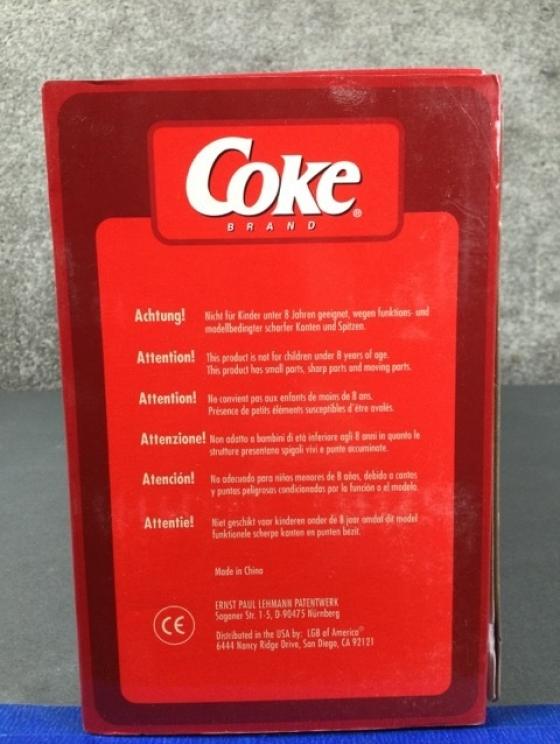 Coke®
BRAND
Achtung! Nicht für Kinder unter 8 Jahren geeignet, wegen funktions- und
modellbedingter scharfer Kanten und Spitzen.
Attention! This product is not for children under 8 years of age.
This product has small parts, sharp parts and moving parts.
Attention! Ne convient pas aux enfants de moins de 8 ans.
Présence de petits éléments susceptibles d'être avalés.
Attenzione! Non adatto a bambini di età inferiore agli 8 anni in quanto le
strutture presentano spigoli vivi e punte accuminate.
Atención! No adecuado para niños menores de 8 años, debido a cantos
y puntas peligrosas condicionadas por la función o el modelo.
Attentie! Niet geschikt voor kinderen onder de 8 jaar omdat dit model
funktionele scherpe kanten en punten bezit.
Made in China
CE
ERNST PAUL LEHMANN PATENTWERK
Saganer Str. 1-5, D-90475 Nürnberg
Distributed in the USA by: LGB of America®
6444 Nancy Ridge Drive, San Diego, CA 92121